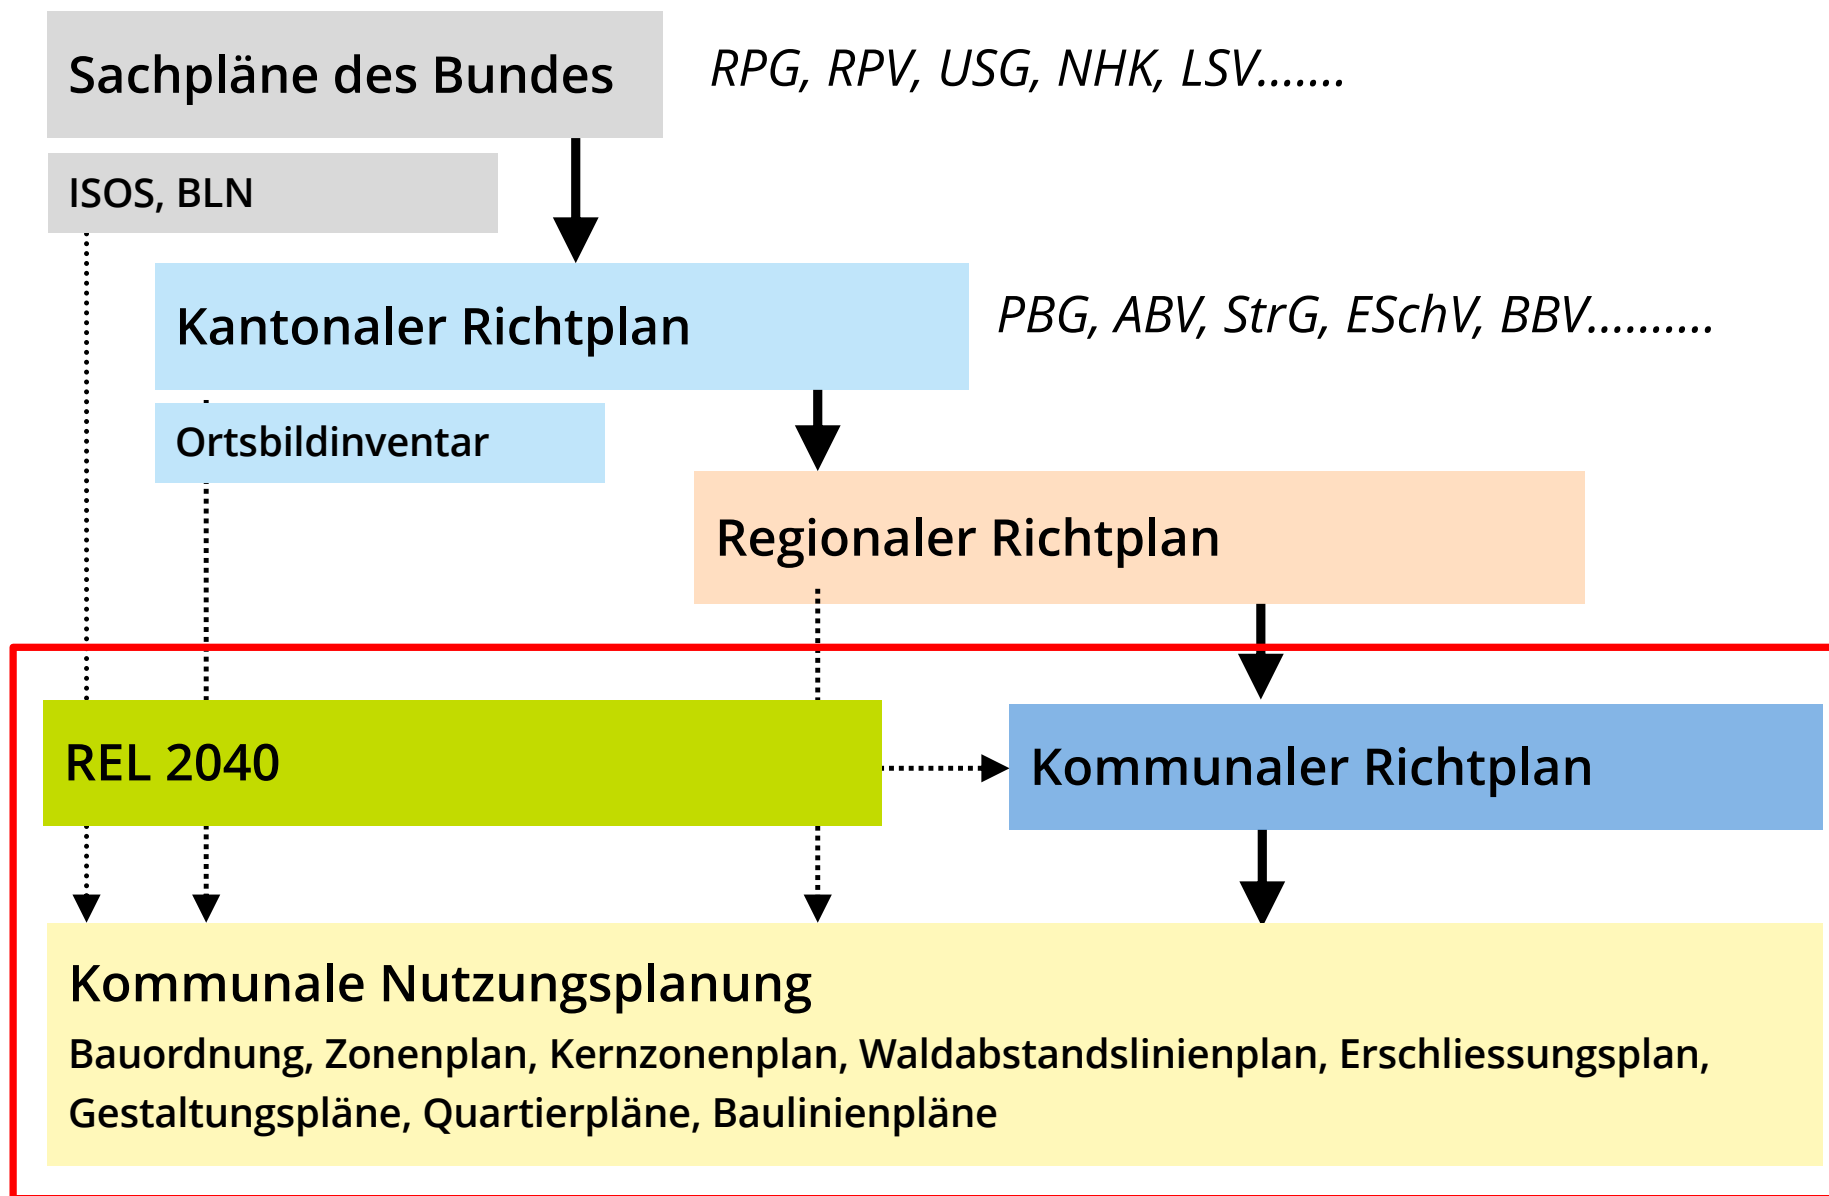 Sachpläne des Bundes
RPG, RPV, USG, NHK, LSV.......
ISOS, BLN
Kantonaler Richtplan
PBG, ABV, StrG, ESchV, BBV..........
Ortsbildinventar
Regionaler Richtplan
REL 2040
Kommunaler Richtplan
Kommunale Nutzungsplanung
Bauordnung, Zonenplan, Kernzonenplan, Waldabstandslinienplan, Erschliessungsplan,
Gestaltungspläne, Quartierpläne, Baulinienpläne